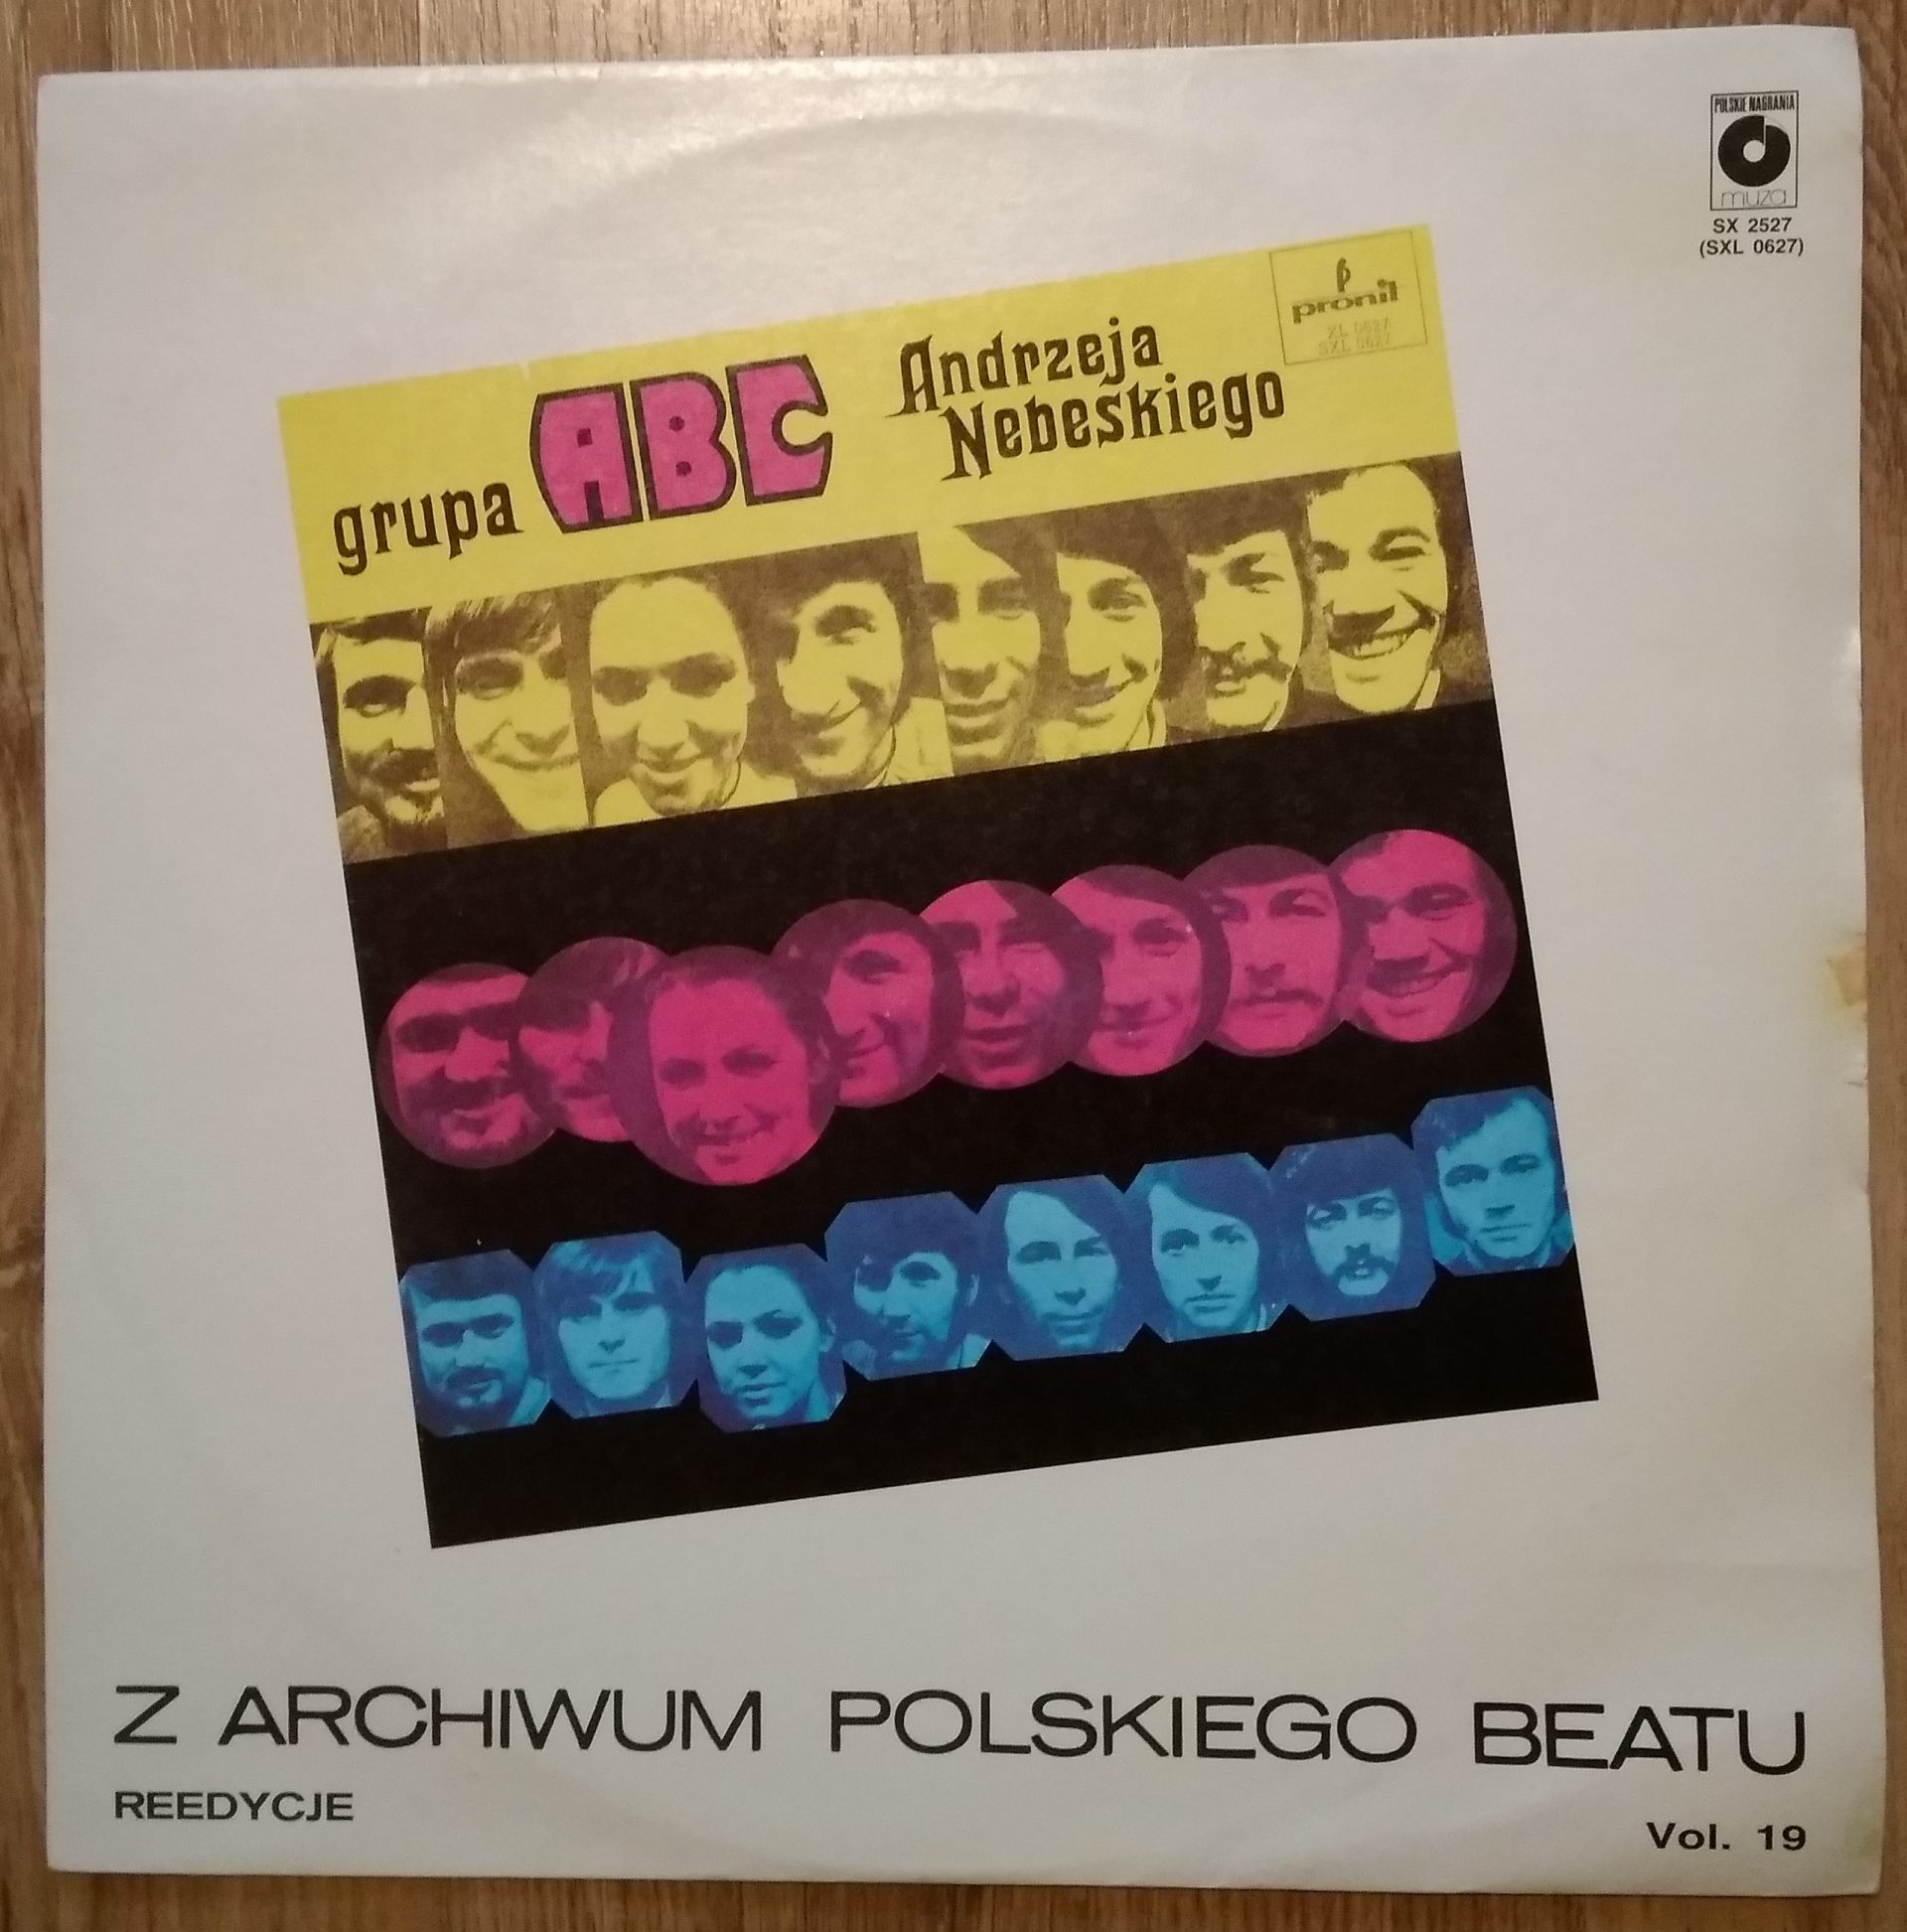 POLSKIE NAGRANIA
muza
SX 2527
(SXL 0627)
pronit
XL 0627
SXL 0627
grupa ABC Andrzeja
Nebeskiego
Z ARCHIWUM POLSKIEGO BEATU
REEDYCJE
Vol. 19